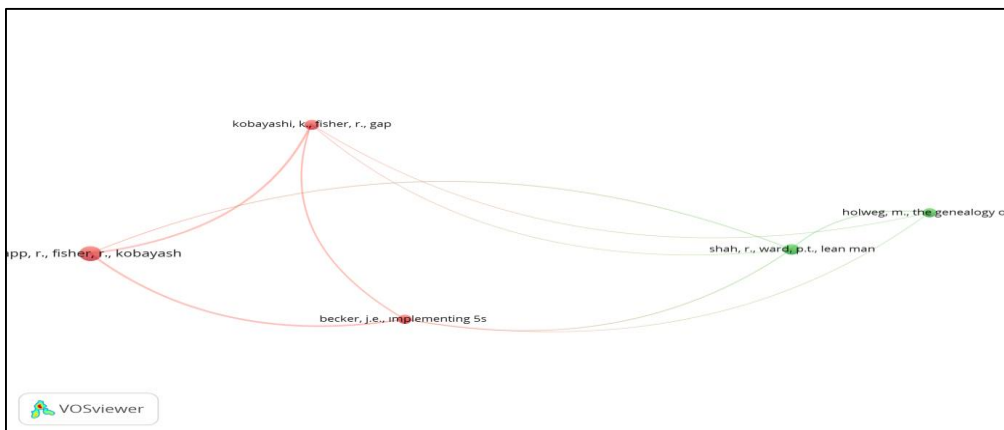 kobayashi, k., fisher, r., gap
holweg, m., the genealogy o
shah, r., ward, p.t., lean man
app, r., fisher, r., kobayash
becker, j.e., implementing 5s
VOSviewer